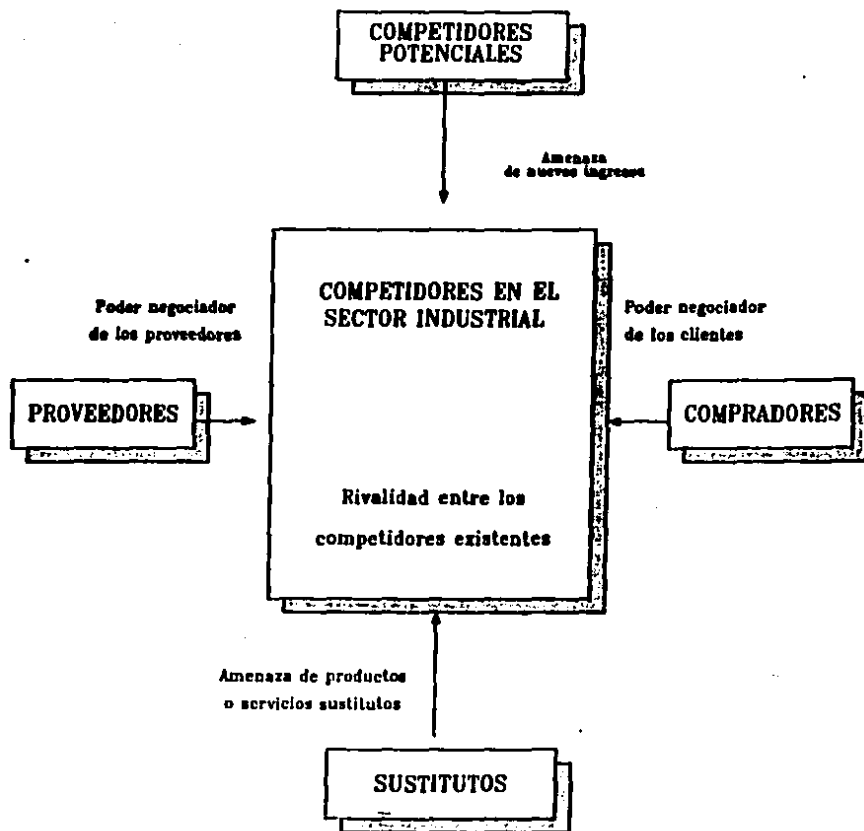 COMPETIDORES
POTENCIALES
Amenaza
de nuevos ingresos
COMPETIDORES EN EL
SECTOR INDUSTRIAL
Poder negociador
de los proveedores
Poder negociador
de los clientes
PROVEEDORES
COMPRADORES
Rivalidad entre los
competidores existentes
Amenaza de productos
o servicios sustitutos
SUSTITUTOS